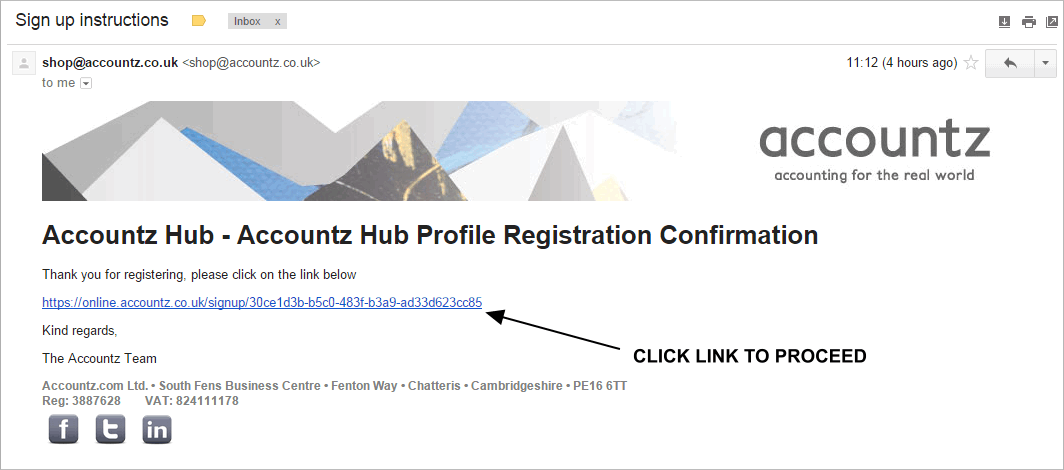 Sign up instructions
Inbox x
shop@accountz.co.uk <shop@accountz.co.uk>
11:12 (4 hours ago)
to me
accountz
accounting for the real world
Accountz Hub - Accountz Hub Profile Registration Confirmation
Thank you for registering, please click on the link below
https://online.accountz.co.uk/signup/30ce1d3b-b5c0-483f-b3a9-ad33d623cc85
Kind regards,
CLICK LINK TO PROCEED
The Accountz Team
Accountz.com Ltd. • South Fens Business Centre • Fenton Way • Chatteris • Cambridgeshire • PE16 6TT
Reg: 3887628 VAT: 824111178
f t in